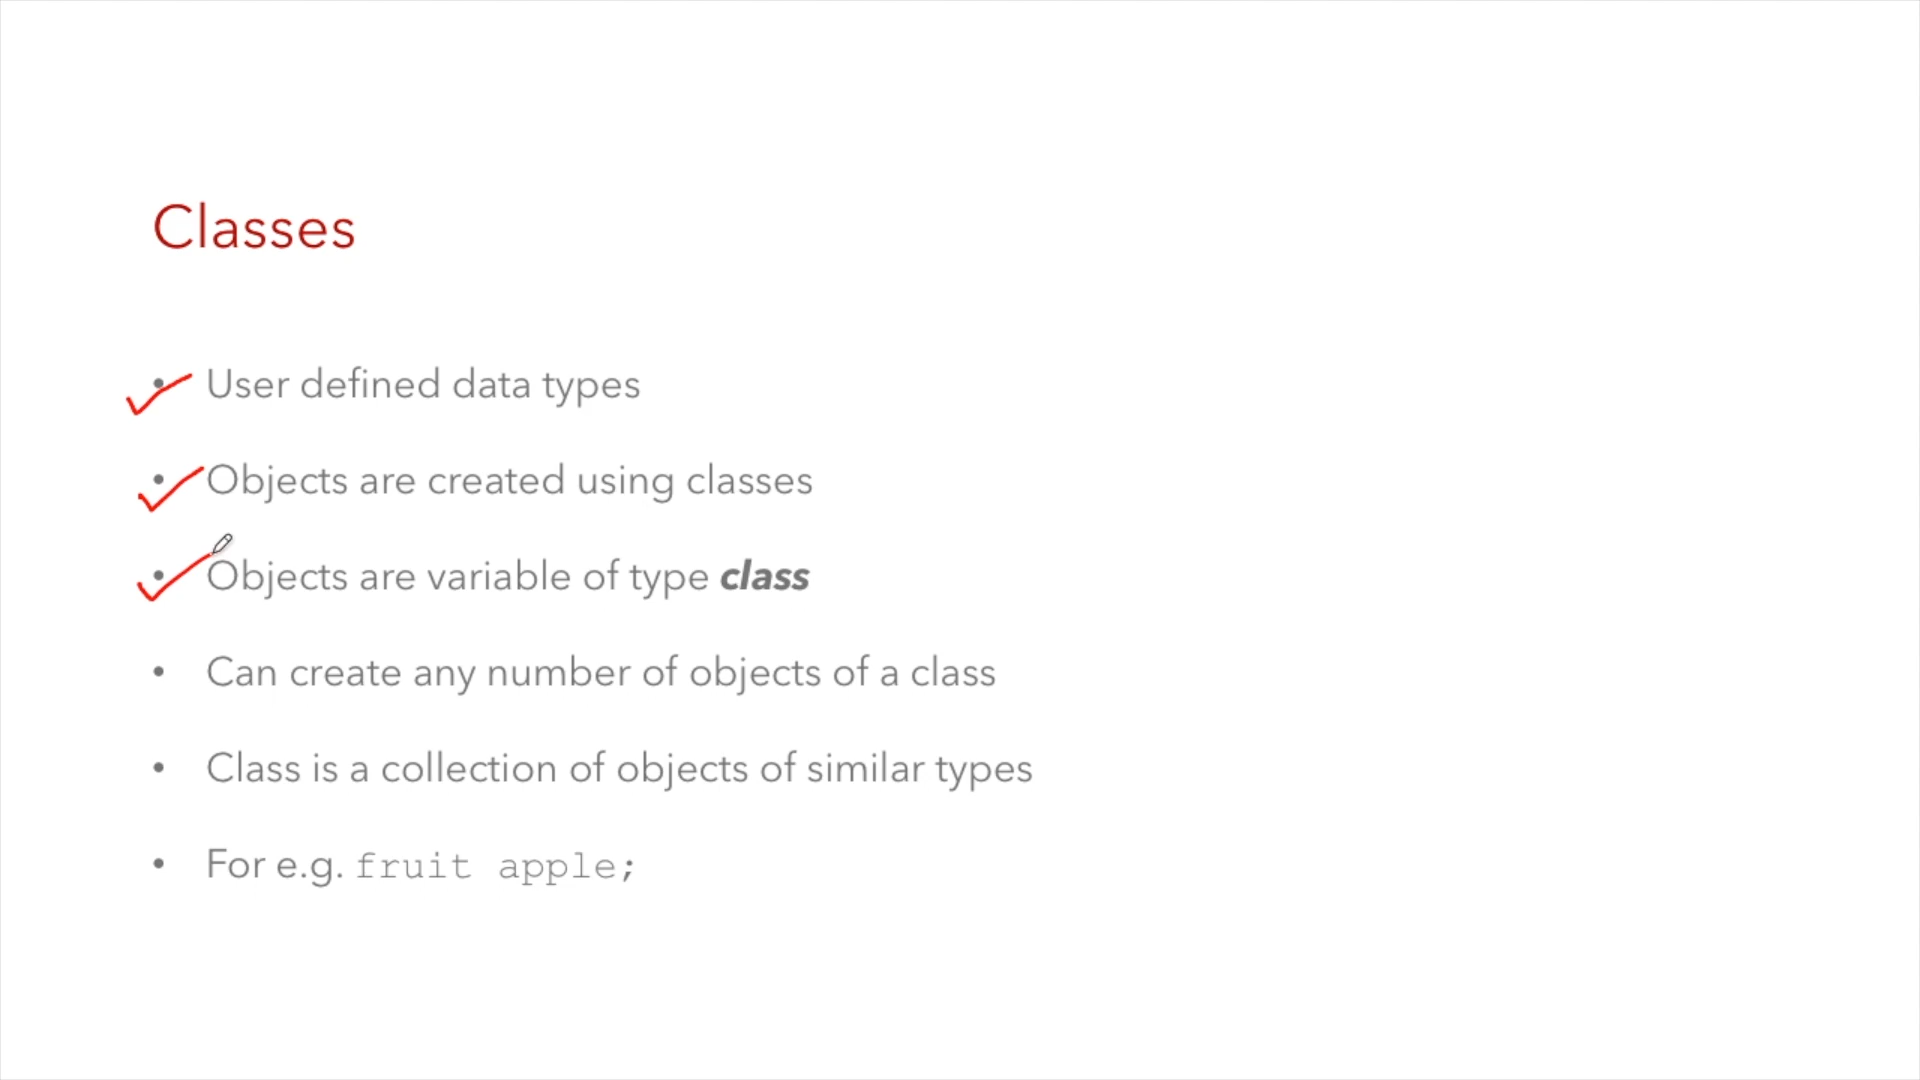 Classes
• User defined data types
• Objects are created using classes
• Objects are variable of type class
• Can create any number of objects of a class
• Class is a collection of objects of similar types
• For e.g. fruit apple;